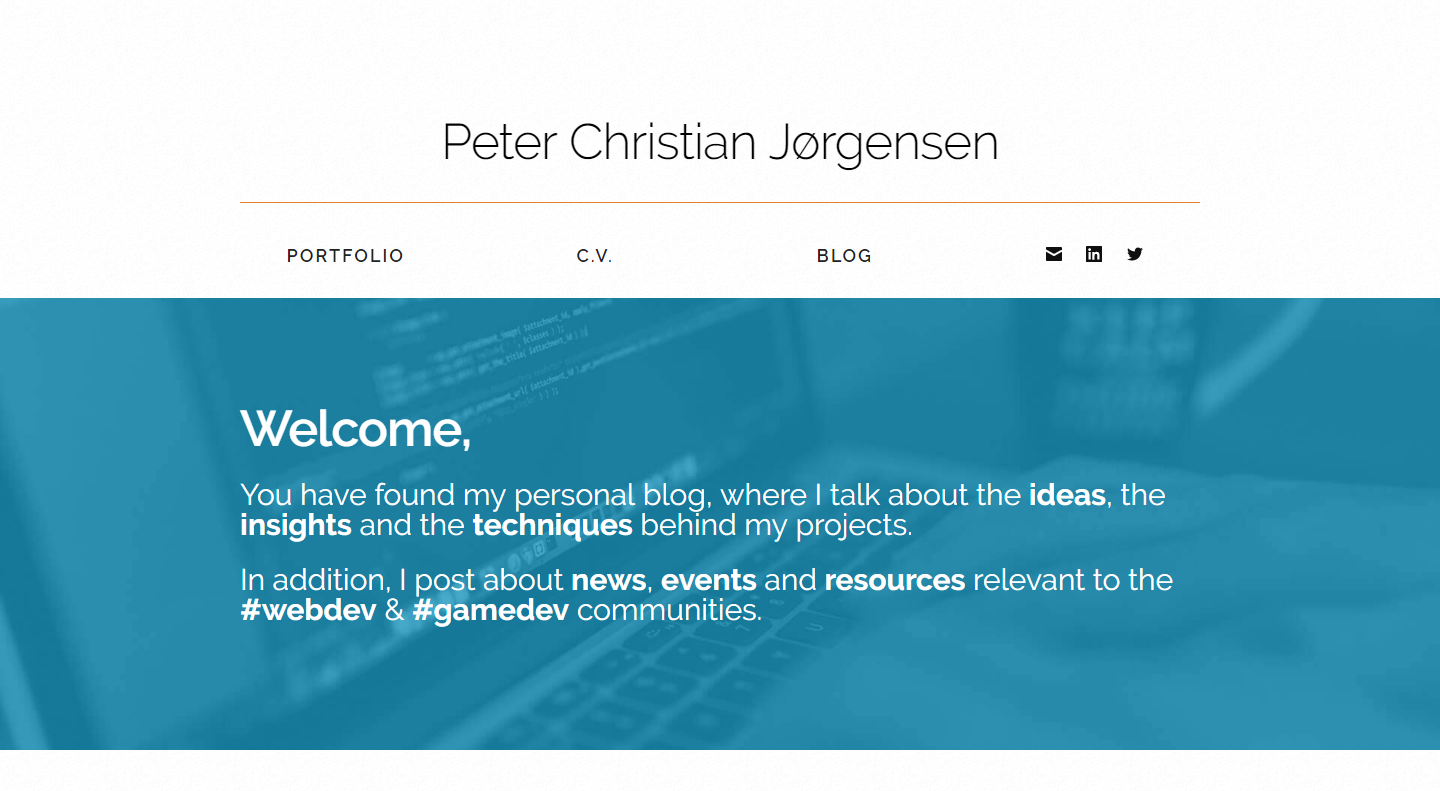 Peter Christian Jørgensen
PORTFOLIO C.V. BLOG
Welcome,
You have found my personal blog, where I talk about the ideas, the
insights and the techniques behind my projects.
In addition, I post about news, events and resources relevant to the
#webdev & #gamedev communities.